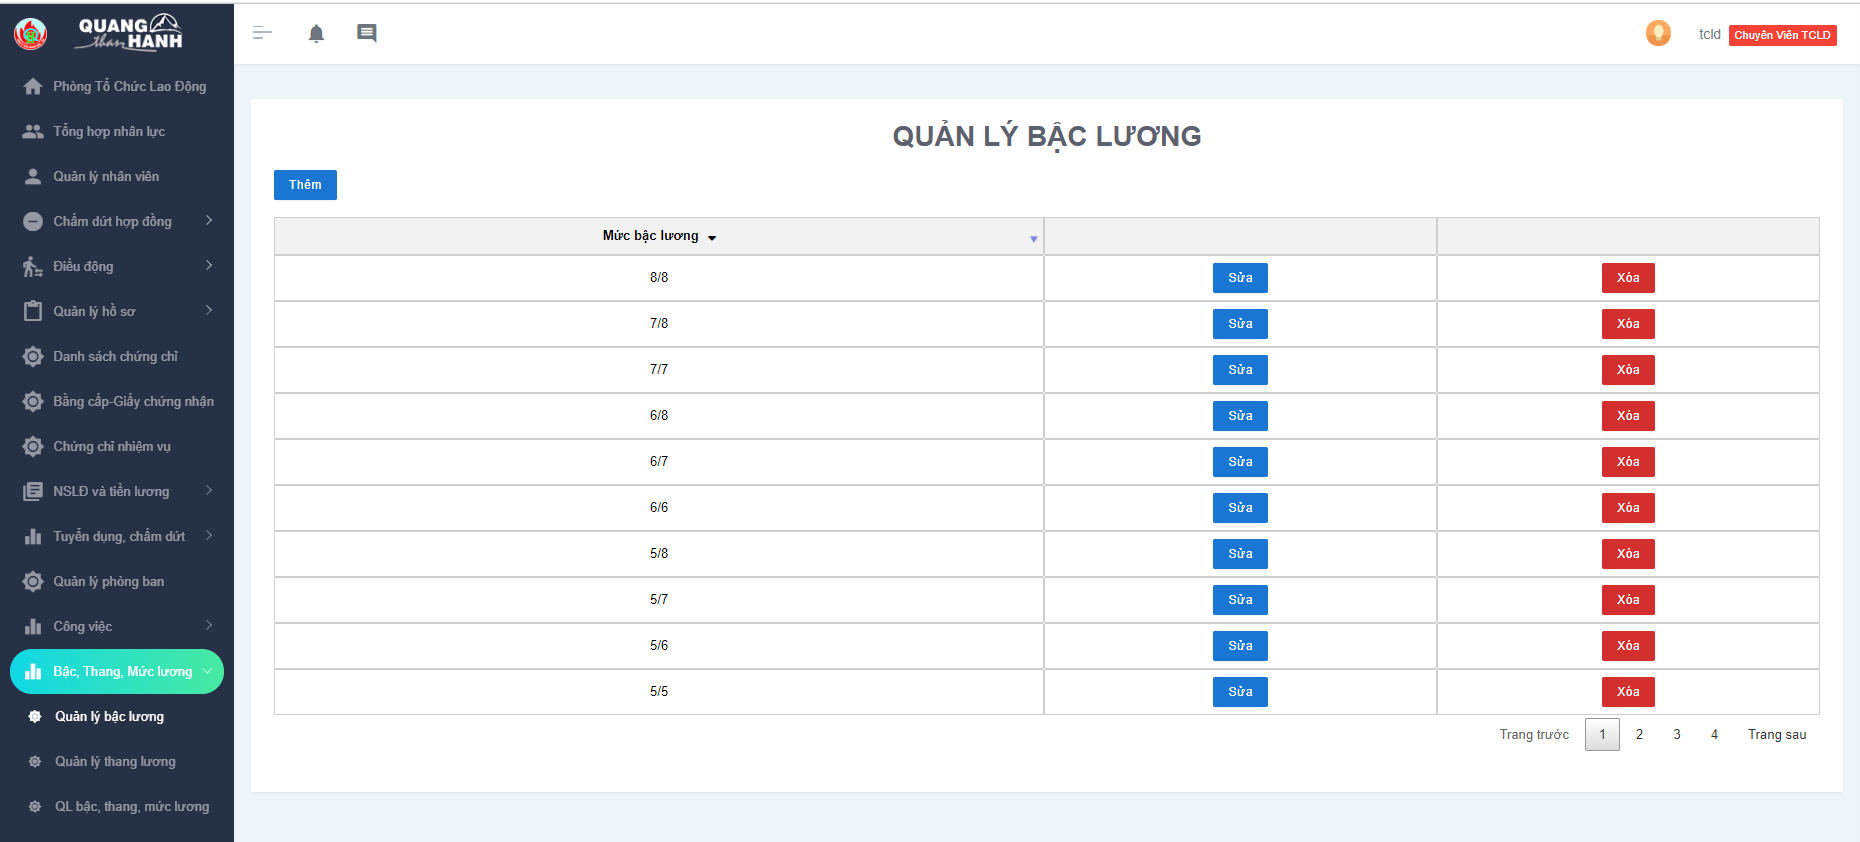 QUANG
than HANH
Phòng Tổ Chức Lao Động
Tổng hợp nhân lực
Quản lý nhân viên
Chấm dứt hợp đồng
Điều động
Quản lý hồ sơ
Danh sách chứng chỉ
Bằng cấp-Giấy chứng nhận
Chứng chỉ nhiệm vụ
NSLĐ và tiền lương
Tuyển dụng, chấm dứt
Quản lý phòng ban
Công việc
Bậc, Thang, Mức lương
Quản lý bậc lương
Quản lý thang lương
QL bậc, thang, mức lương
tcld Chuyên Viên TCLD
QUẢN LÝ BẬC LƯƠNG
Thêm
Mức bậc lương
8/8 Sửa Xóa
7/8 Sửa Xóa
7/7 Sửa Xóa
6/8 Sửa Xóa
6/7 Sửa Xóa
6/6 Sửa Xóa
5/8 Sửa Xóa
5/7 Sửa Xóa
5/6 Sửa Xóa
5/5 Sửa Xóa
Trang trước 1 2 3 4 Trang sau